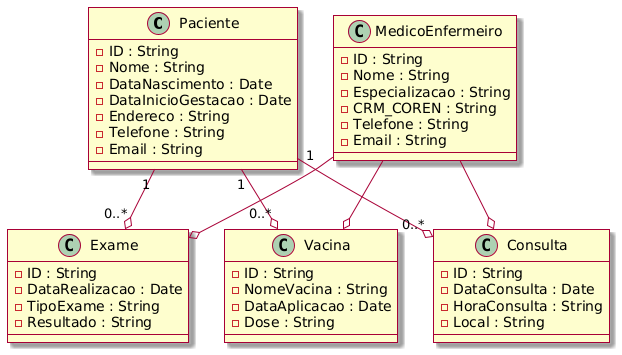 C Paciente
ID : String
Nome : String
DataNascimento : Date
DataInicioGestacao : Date
Endereco : String
Telefone : String
Email : String
C MedicoEnfermeiro
ID : String
Nome : String
Especializacao : String
CRM_COREN : String
Telefone : String
Email : String
1
1
1
0..*
0..*
0..*
C Exame
ID : String
DataRealizacao : Date
TipoExame : String
Resultado : String
C Vacina
ID : String
NomeVacina : String
DataAplicacao : Date
Dose : String
C Consulta
ID : String
DataConsulta : Date
HoraConsulta : String
Local : String